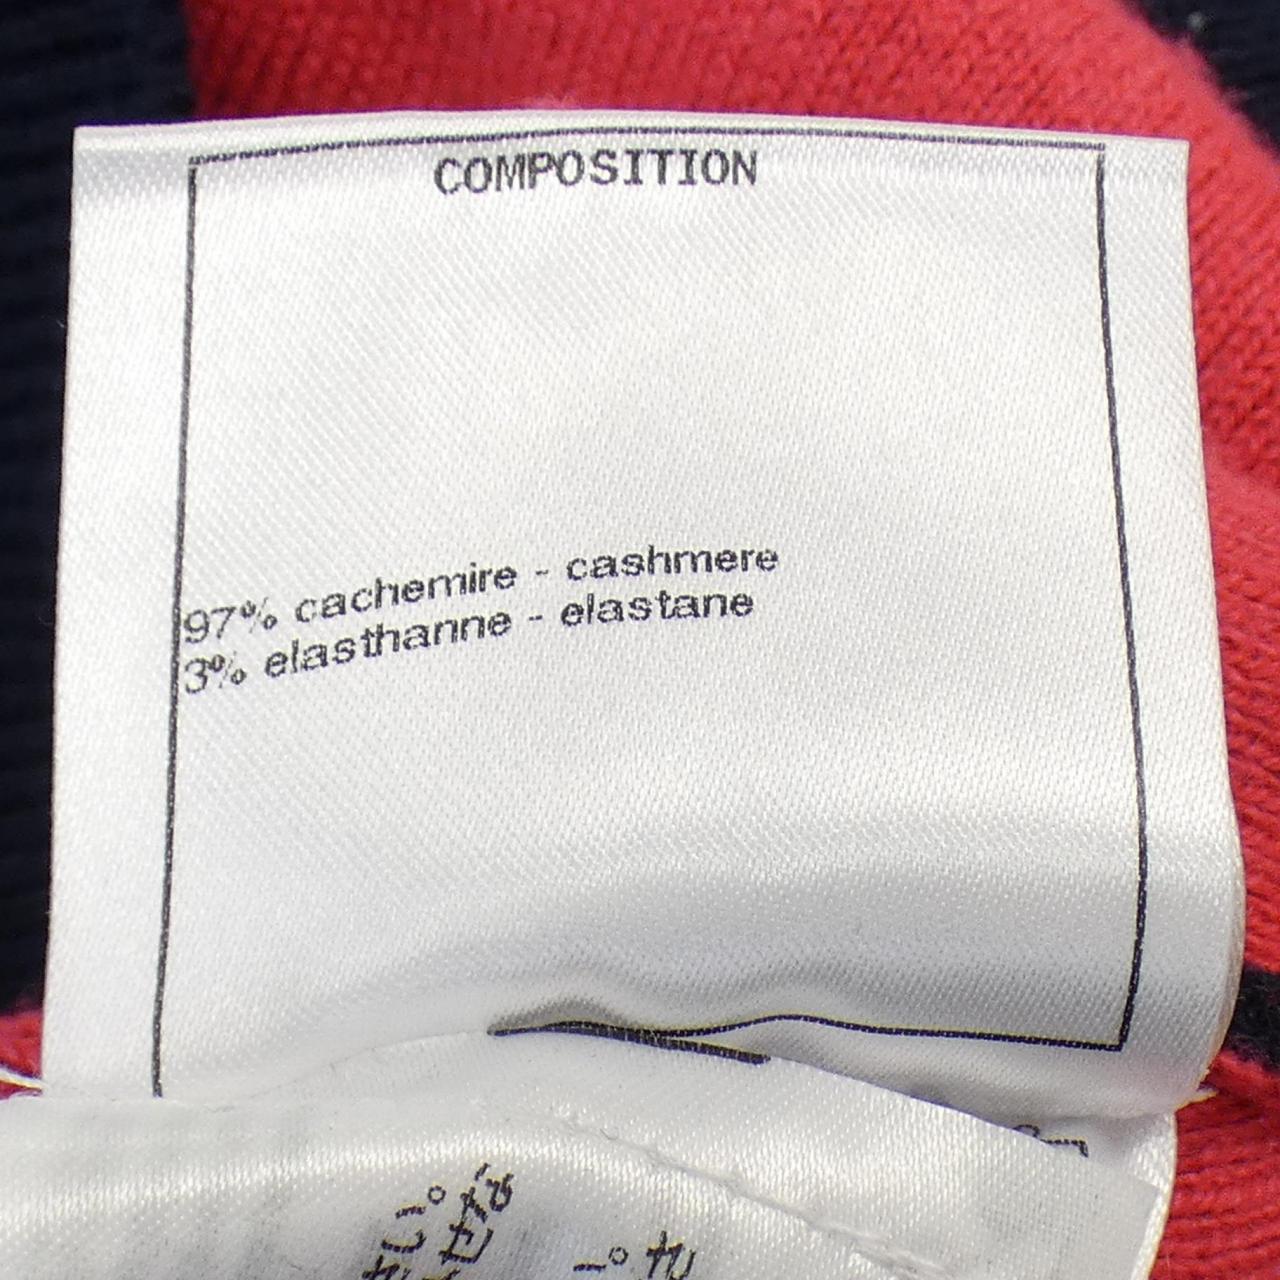 COMPOSITION
97% cachemire - cashmere
3% elasthanne - elastane